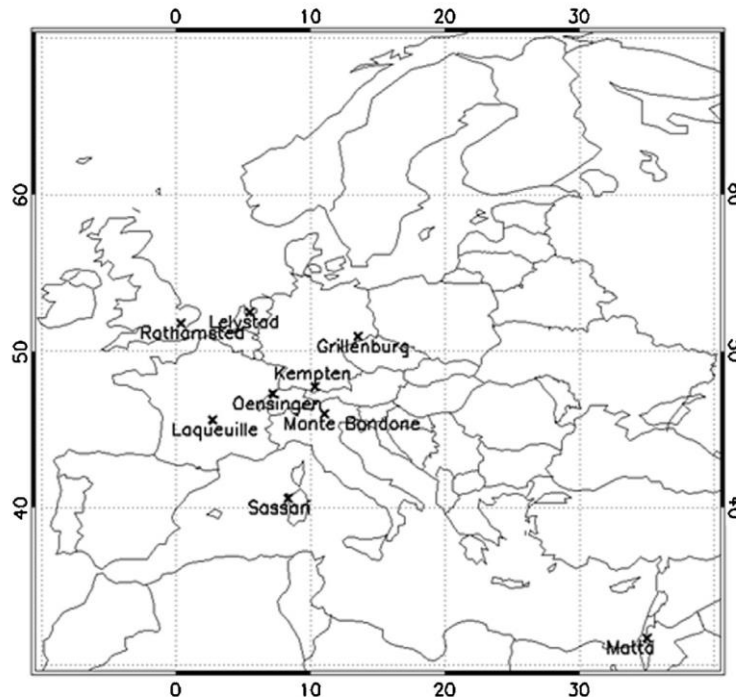 0 10 20 30
60 60
Lelystad
Rothamsted
Grillenburg
50 50
Kempten
Oensingen
Monte Bondone
Laqueuille
40 40
Sassari
Matta
0 10 20 30